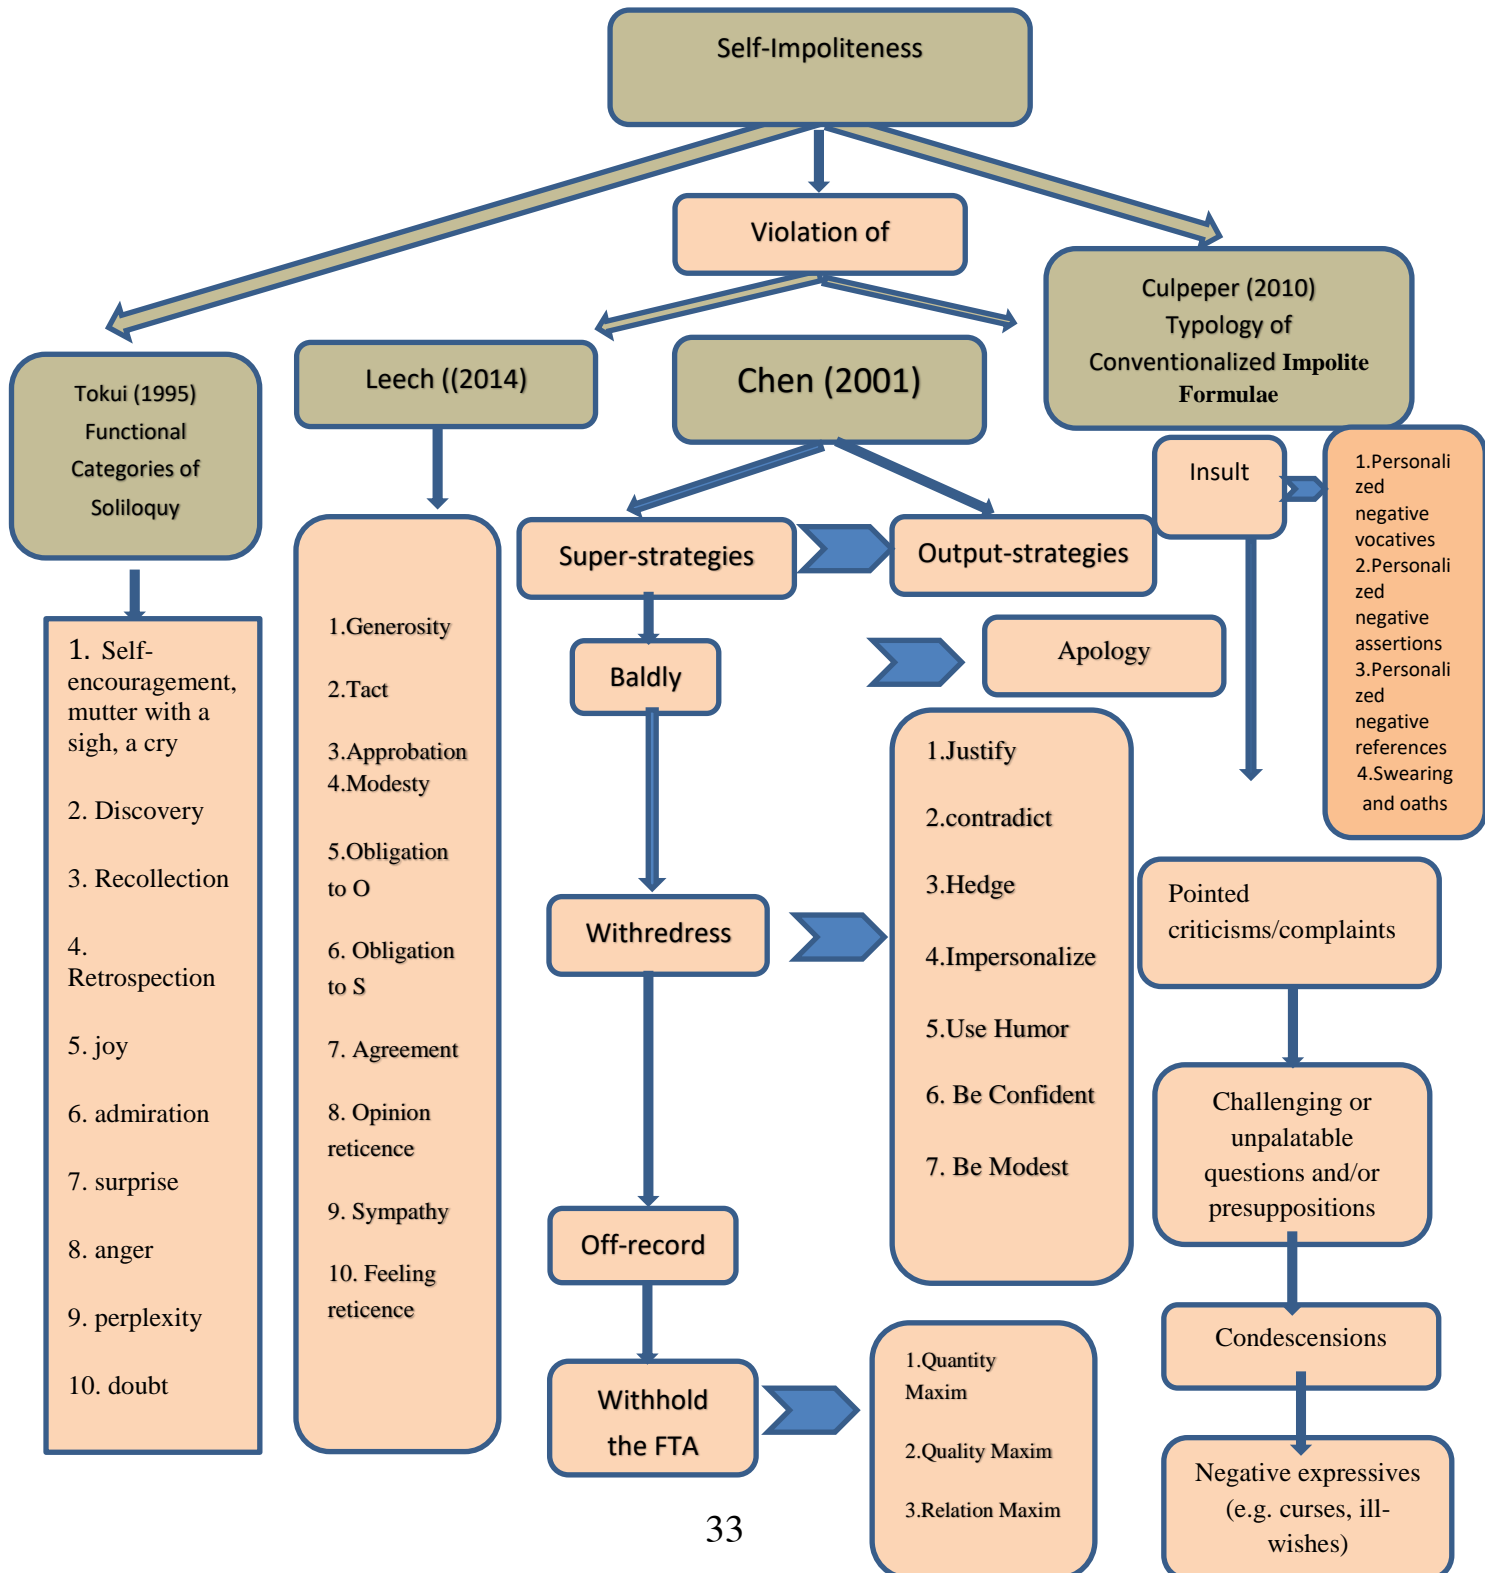 Self-Impoliteness
Violation of
Tokui (1995)
Functional
Categories of
Soliloquy
Leech ((2014)
Chen (2001)
Culpeper (2010)
Typology of
Conventionalized Impolite
Formulae
1. Self-
encouragement,
mutter with a
sigh, a cry
2. Discovery
3. Recollection
4.
Retrospection
5. joy
6. admiration
7. surprise
8. anger
9. perplexity
10. doubt
1.Generosity
2.Tact
3.Approbation
4.Modesty
5.Obligation
to O
6. Obligation
to S
7. Agreement
8. Opinion
reticence
9. Sympathy
10. Feeling
reticence
Super-strategies
Output-strategies
Baldly
Apology
Withredress
1.Justify
2.contradict
3.Hedge
4.Impersonalize
5.Use Humor
6. Be Confident
7. Be Modest
Off-record
Withhold
the FTA
1.Quantity
Maxim
2.Quality Maxim
3.Relation Maxim
Insult
1.Personali
zed
negative
vocatives
2.Personali
zed
negative
assertions
3.Personali
zed
negative
references
4.Swearing
and oaths
Pointed
criticisms/complaints
Challenging or
unpalatable
questions and/or
presuppositions
Condescensions
Negative expressives
(e.g. curses, ill-
wishes)
33